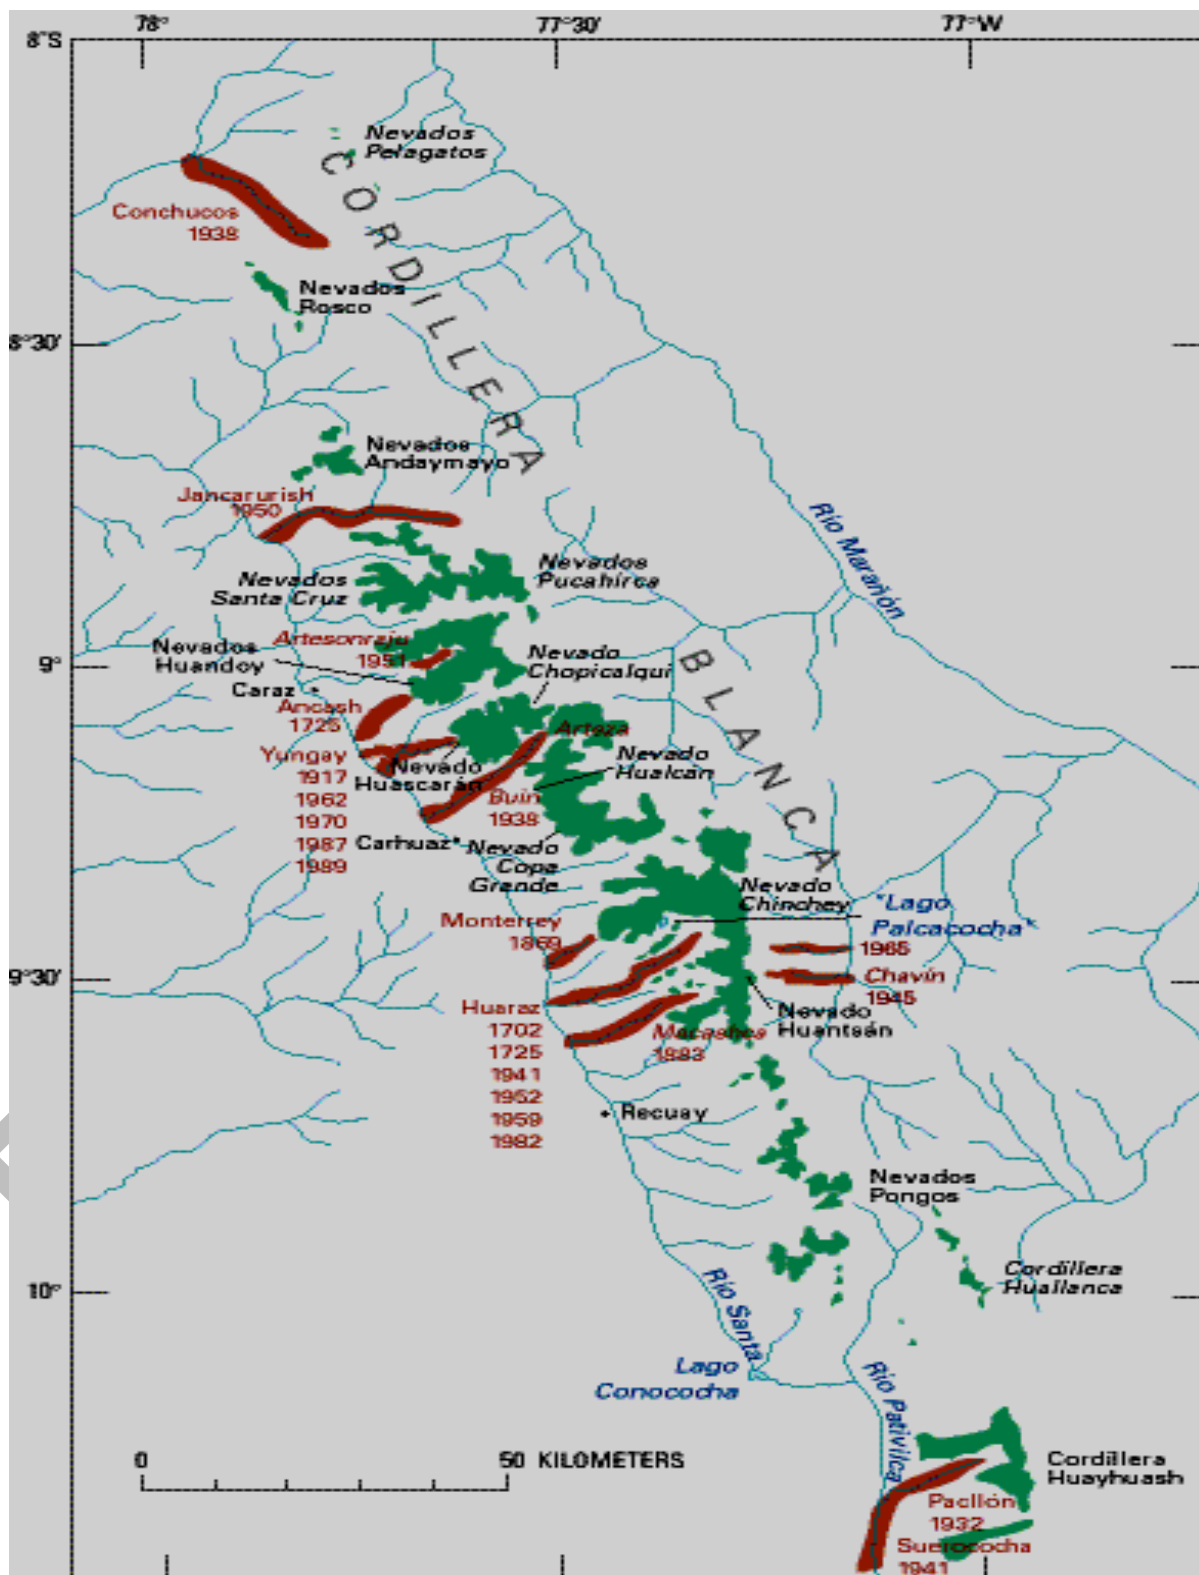 78°
77°30'
77°W
8°S
Nevados
Pelagatos
CORDILLERA
Conchucos
1938
Nevados
Rosco
8°30'
Nevados
Andaymayo
Jancarurish
1950
Río Marañón
Nevados
Pucahirca
Nevados
Santa Cruz
Artesonraju
1951
Nevados
Huandoy
9°
Nevado
Chopicalqui
BLANCA
Caraz
Ancash
1725
Arteza
Yungay
1917
1962
1970
1987
1989
Nevado
Huascarán
Nevado
Hualcán
Buin
1938
Carhuaz
Nevado
Copa
Grande
Nevado
Chinchey
"Lago
Palcacocha"
Monterrey
1869
1965
9°30'
Chavín
1945
Huaraz
1702
1725
1941
1952
1959
1982
Nevado
Huantsán
Macashca
1883
Recuay
Nevados
Pongos
10°
Cordillera
Huallanca
Río Santa
Lago
Conococha
Río Pativilca
0 50 KILOMETERS
Cordillera
Huayhuash
Pacllón
1932
Suerococha
1941